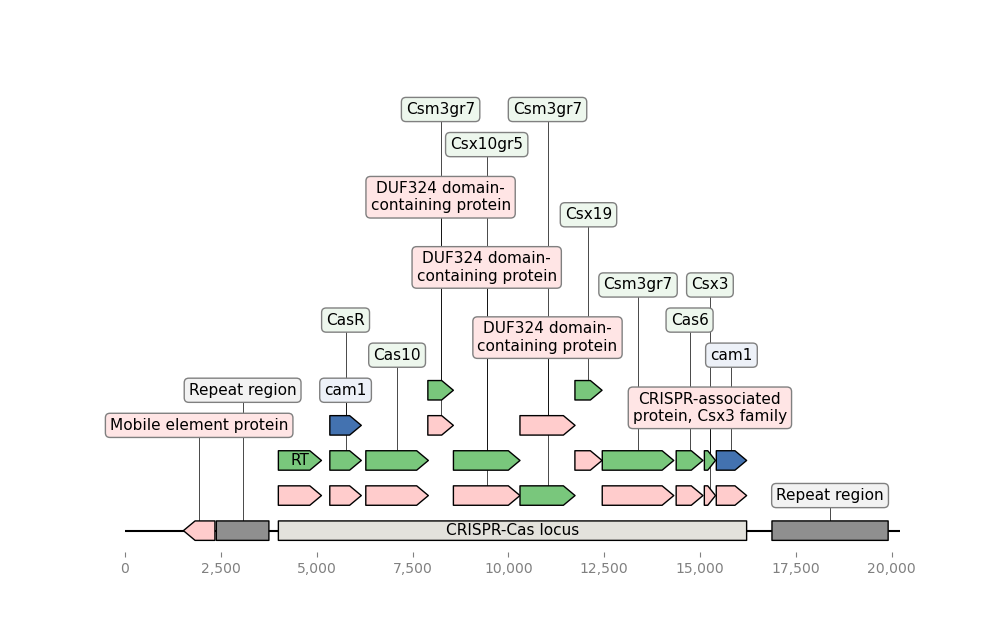 Csm3gr7
Csm3gr7
Csx10gr5
DUF324 domain-
containing protein
Csx19
DUF324 domain-
containing protein
Csm3gr7
Csx3
CasR
Cas6
DUF324 domain-
containing protein
Cas10
cam1
Repeat region
cam1
CRISPR-associated
protein, Csx3 family
Mobile element protein
RT
Repeat region
CRISPR-Cas locus
0
2,500
5,000
7,500
10,000
12,500
15,000
17,500
20,000